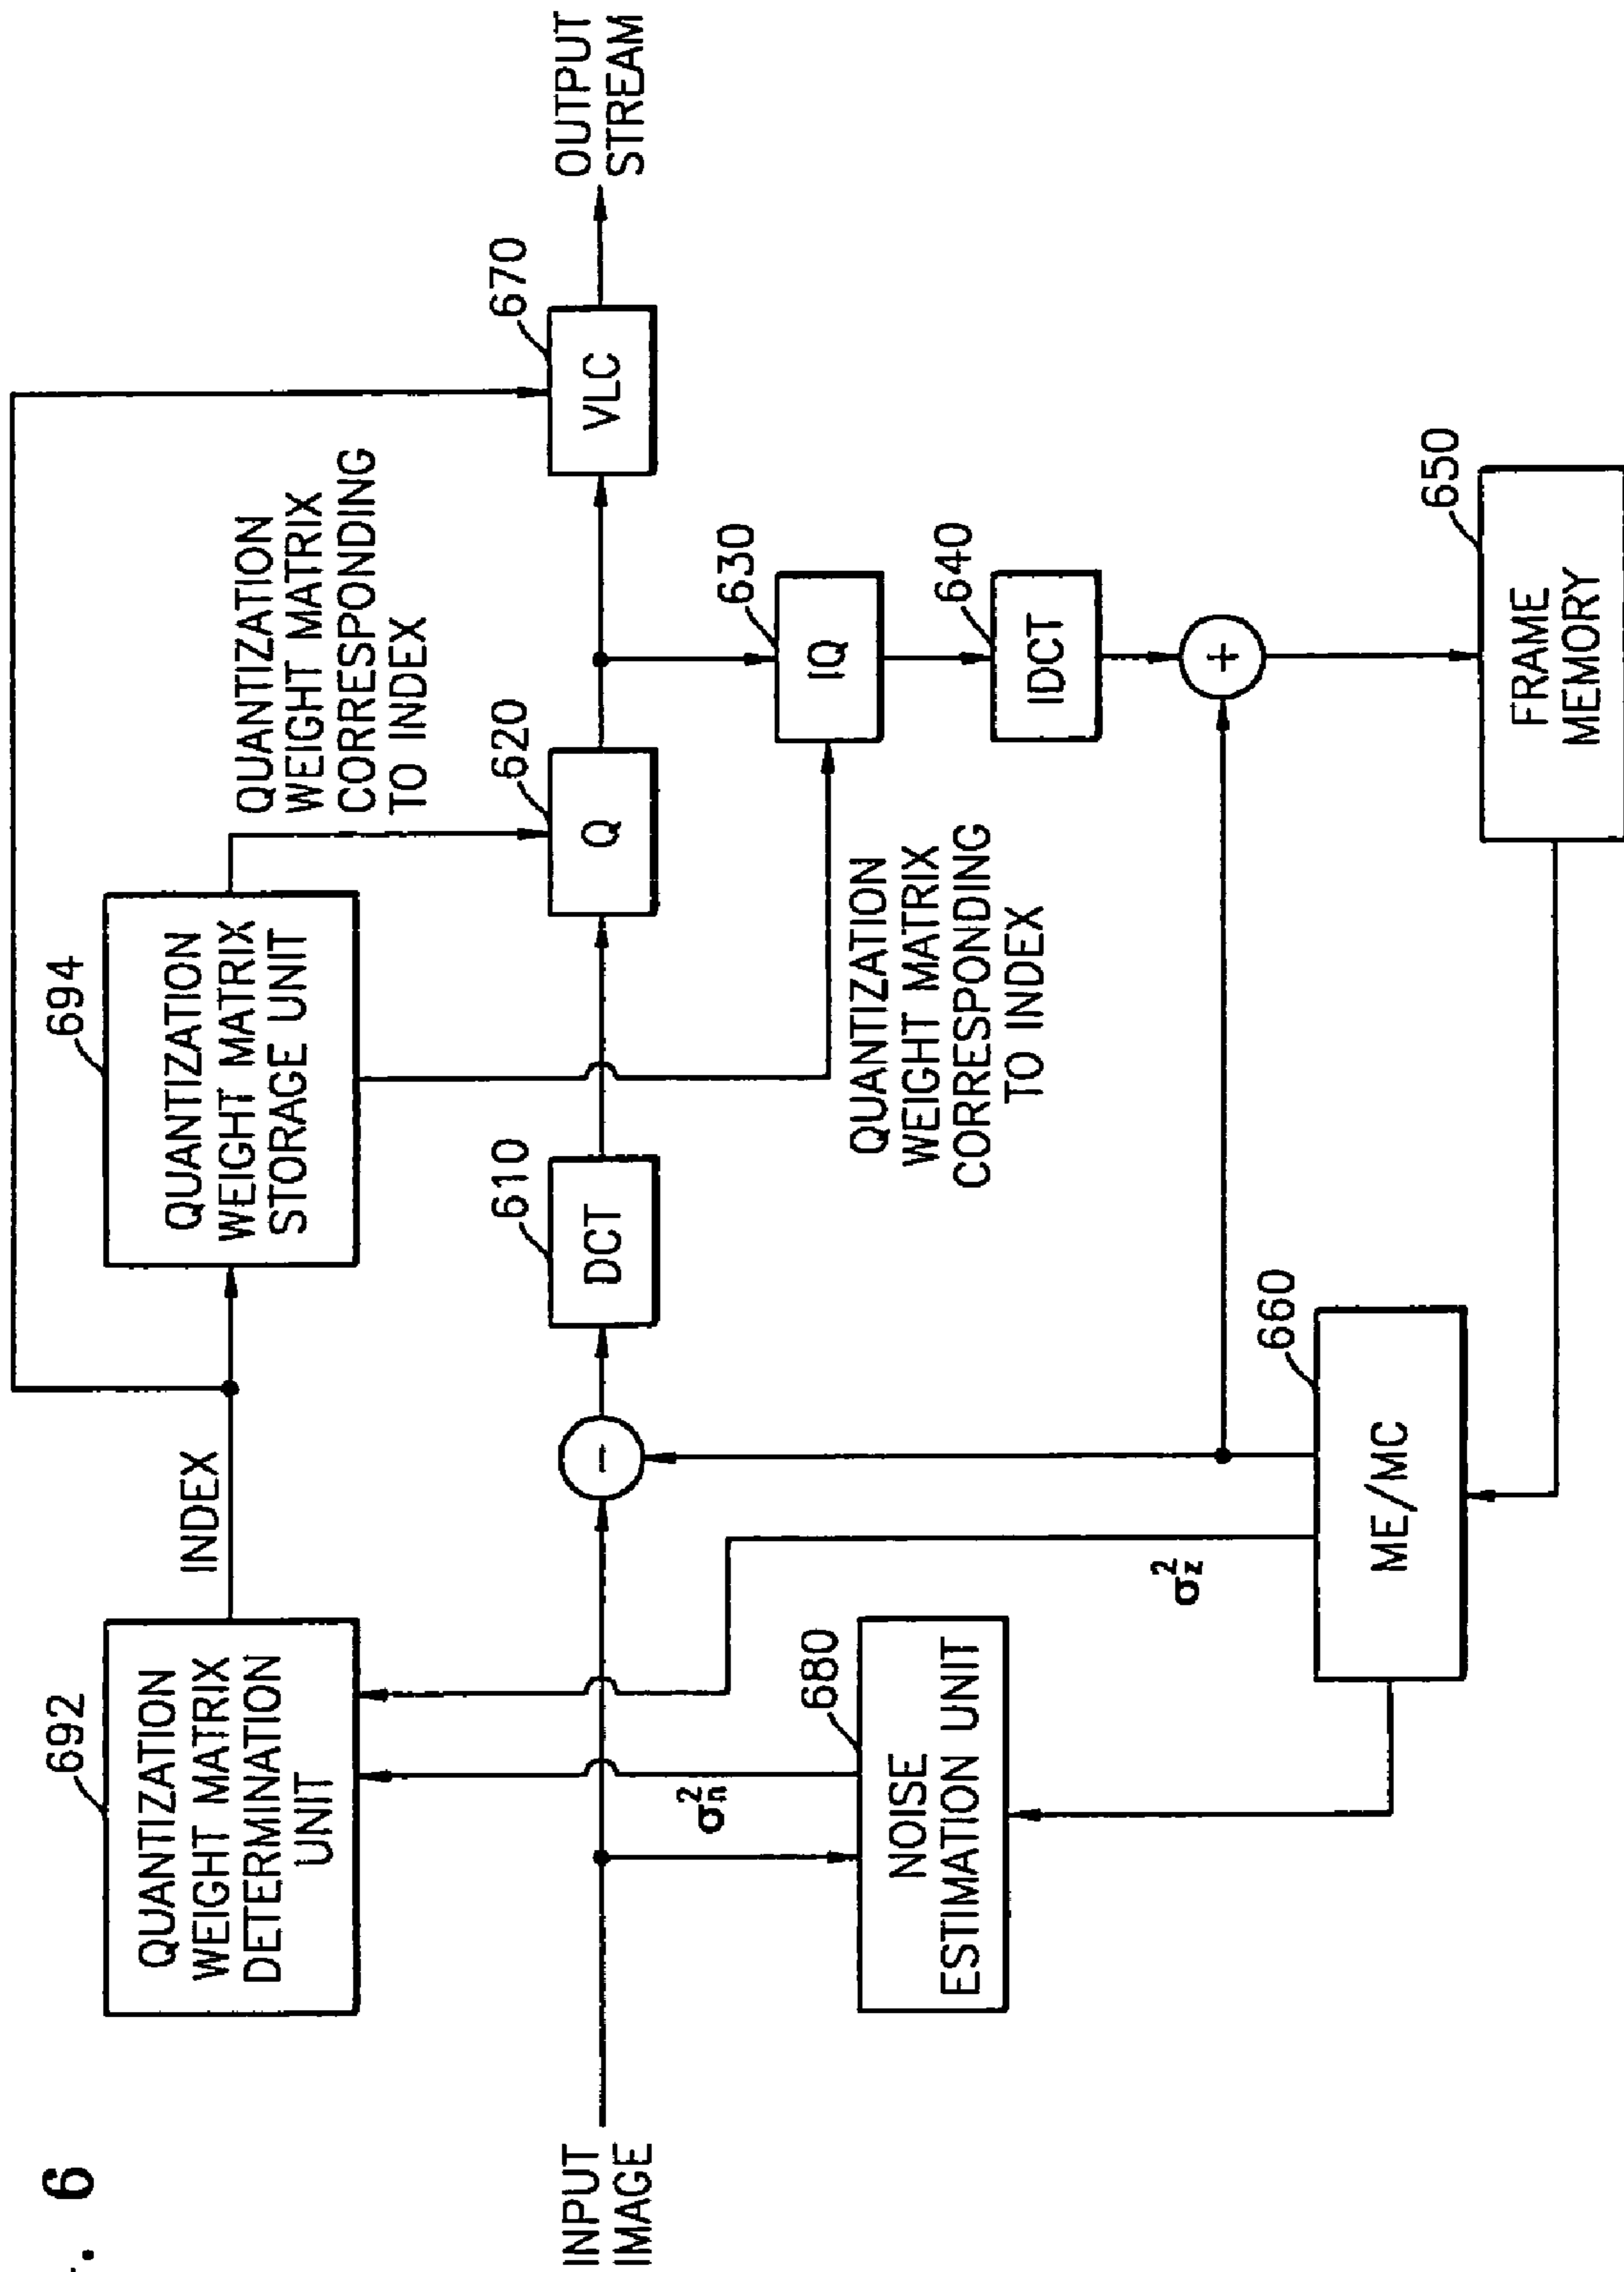 . 6
692
QUANTIZATION
WEIGHT MATRIX
DETERMINATION
UNIT
INDEX
694
QUANTIZATION
WEIGHT MATRIX
STORAGE UNIT
QUANTIZATION
WEIGHT MATRIX
CORRESPONDING
TO INDEX
INPUT
IMAGE
-
610
DCT
620
Q
670
VLC
OUTPUT
STREAM
σ²n
680
NOISE
ESTIMATION UNIT
QUANTIZATION
WEIGHT MATRIX
CORRESPONDING
TO INDEX
630
IQ
640
IDCT
σ²z
+
660
ME/MC
650
FRAME
MEMORY